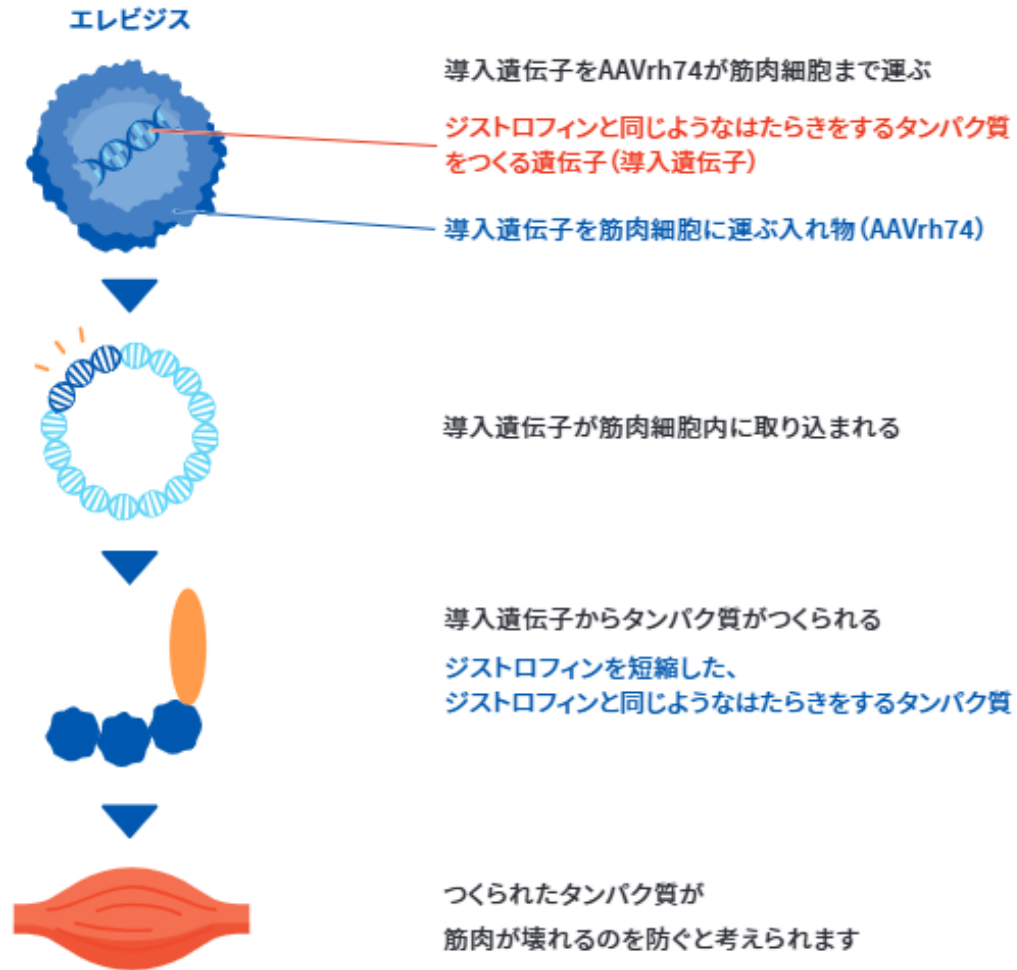 エレビジス
導入遺伝子をAAVrh74が筋肉細胞まで運ぶ
ジストロフィンと同じようなはたらきをするタンパク質
をつくる遺伝子（導入遺伝子）
導入遺伝子を筋肉細胞に運ぶ入れ物（AAVrh74）
導入遺伝子が筋肉細胞内に取り込まれる
導入遺伝子からタンパク質がつくられる
ジストロフィンを短縮した、
ジストロフィンと同じようなはたらきをするタンパク質
つくられたタンパク質が
筋肉が壊れるのを防ぐと考えられます